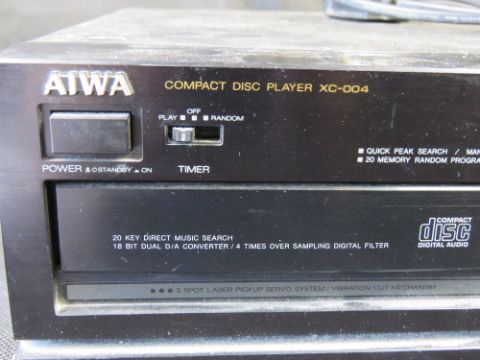 AIWA
COMPACT DISC PLAYER XC-004
OFF
PLAY RANDOM
TIMER
POWER STANDBY ON
QUICK PEAK SEARCH / MAN
20 MEMORY RANDOM PROGRA
20 KEY DIRECT MUSIC SEARCH
18 BIT DUAL D/A CONVERTER / 4 TIMES OVER SAMPLING DIGITAL FILTER
COMPACT
disc
DIGITAL AUDIO
3 SPOT LASER PICKUP SERVO SYSTEM / VIBRATION CUT MECHANISM